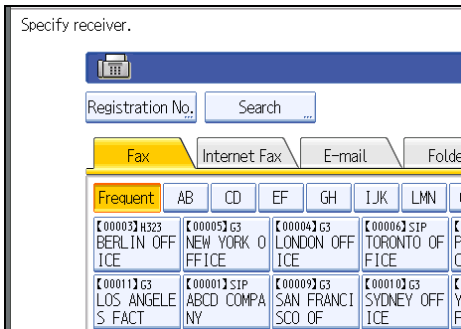 Specify receiver.
Registration No. Search
Fax Internet Fax E-mail Folde
Frequent AB CD EF GH IJK LMN
【00003】H323 【00005】G3 【00004】G3 【00006】SIP
BERLIN OFF NEW YORK O LONDON OFF TORONTO OF
ICE FFICE ICE FICE
【00011】G3 【00001】SIP 【00009】G3 【00010】G3
LOS ANGELE ABCD COMPA SAN FRANCI SYDNEY OFF
S FACT NY SCO OF ICE